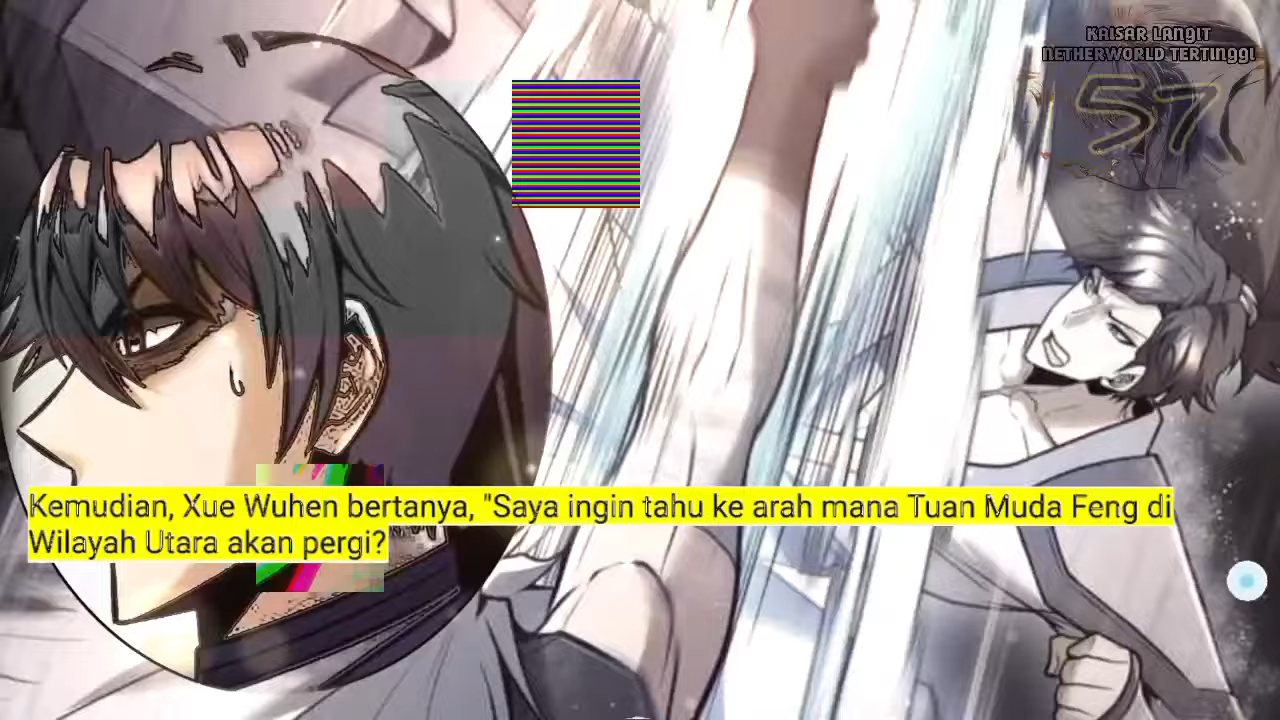 KAISAR LANGIT
NETHERWORLD TERTINGGI
57
Kemudian, Xue Wuhen bertanya, "Saya ingin tahu ke arah mana Tuan Muda Feng di
Wilayah Utara akan pergi?